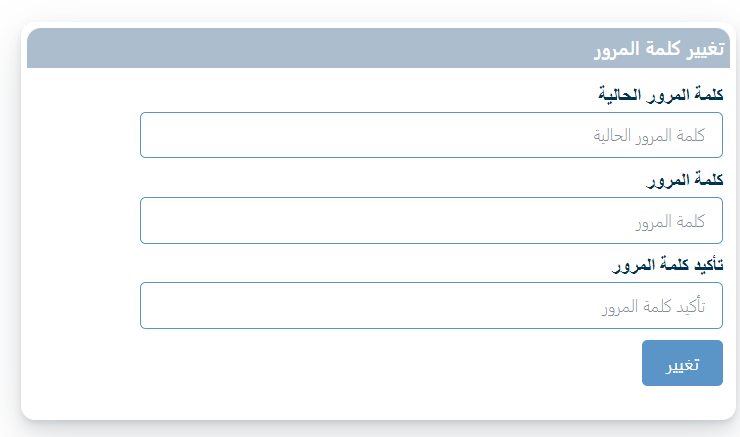 تغيير كلمة المرور
كلمة المرور الحالية
كلمة المرور الحالية
كلمة المرور
كلمة المرور
تأكيد كلمة المرور
تأكيد كلمة المرور
تغيير